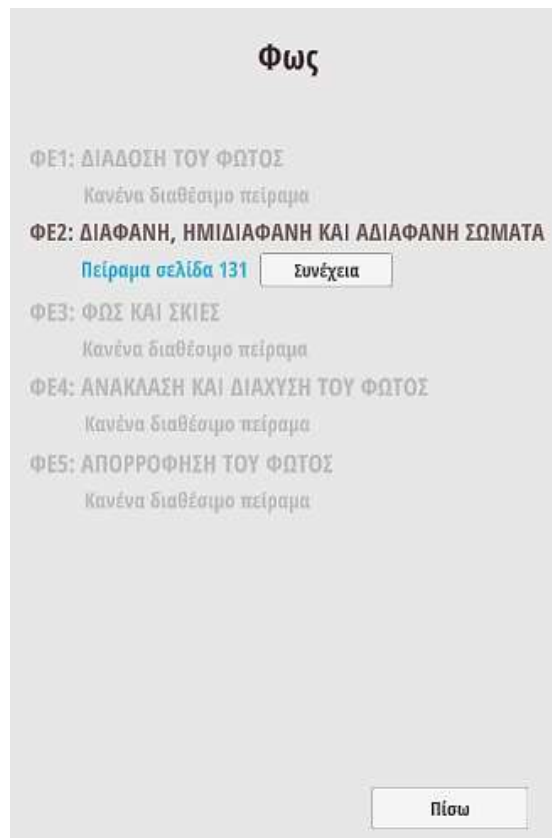 Φως
ΦΕ1: ΔΙΑΔΟΣΗ ΤΟΥ ΦΩΤΟΣ
Κανένα διαθέσιμο πείραμα
ΦΕ2: ΔΙΑΦΑΝΗ, ΗΜΙΔΙΑΦΑΝΗ ΚΑΙ ΑΔΙΑΦΑΝΗ ΣΩΜΑΤΑ
Πείραμα σελίδα 131 Συνέχεια
ΦΕ3: ΦΩΣ ΚΑΙ ΣΚΙΕΣ
Κανένα διαθέσιμο πείραμα
ΦΕ4: ΑΝΑΚΛΑΣΗ ΚΑΙ ΔΙΑΧΥΣΗ ΤΟΥ ΦΩΤΟΣ
Κανένα διαθέσιμο πείραμα
ΦΕ5: ΑΠΟΡΡΟΦΗΣΗ ΤΟΥ ΦΩΤΟΣ
Κανένα διαθέσιμο πείραμα
Πίσω